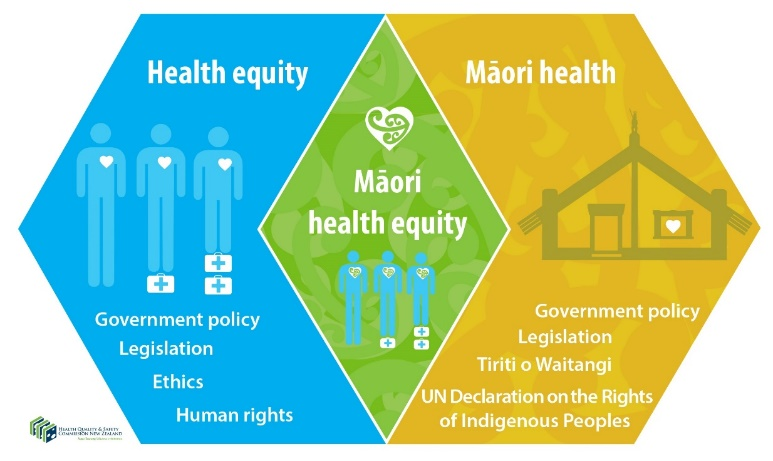 Health equity
Government policy
Legislation
Ethics
Human rights
Māori
health equity
Māori health
Government policy
Legislation
Tiriti o Waitangi
UN Declaration on the Rights
of Indigenous Peoples
HEALTH QUALITY & SAFETY
COMMISSION NEW ZEALAND